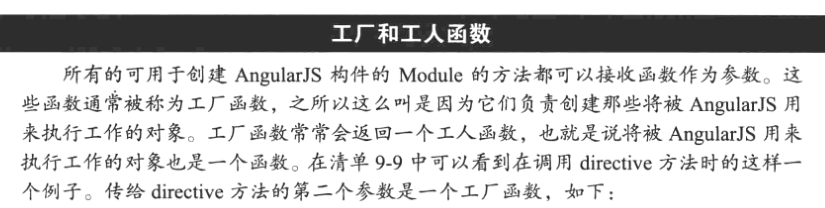 工厂和工人函数
所有的可用于创建 AngularJS 构件的 Module 的方法都可以接收函数作为参数。这
些函数通常被称为工厂函数，之所以这么叫是因为它们负责创建那些将被 AngularJS 用
来执行工作的对象。工厂函数常常会返回一个工人函数，也就是说将被 AngularJS 用来
执行工作的对象也是一个函数。在清单 9-9 中可以看到在调用 directive 方法时的这样一
个例子。传给 directive 方法的第二个参数是一个工厂函数，如下：